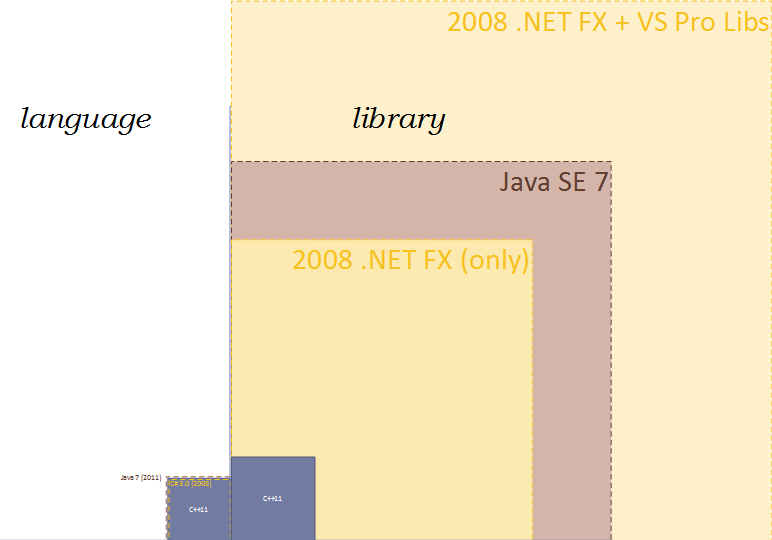 2008 .NET FX + VS Pro Libs
language
library
Java SE 7
2008 .NET FX (only)
Java 7 (2011)
C# 3.0 (2008)
C++11
C++11